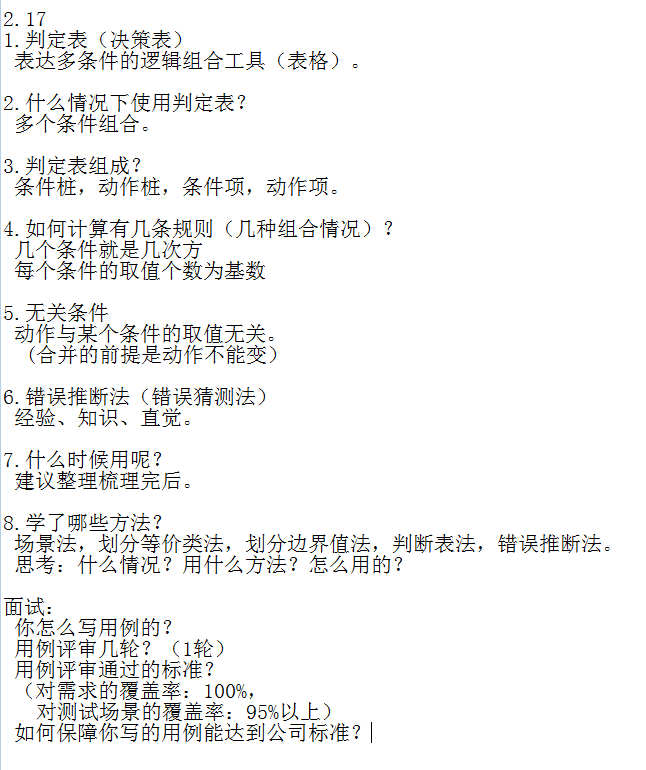 2.17
1.判定表（决策表）
表达多条件的逻辑组合工具（表格）。
2.什么情况下使用判定表？
多个条件组合。
3.判定表组成？
条件桩，动作桩，条件项，动作项。
4.如何计算有几条规则（几种组合情况）？
几个条件就是几次方
每个条件的取值个数为基数
5.无关条件
动作与某个条件的取值无关。
(合并的前提是动作不能变）
6.错误推断法（错误猜测法）
经验、知识、直觉。
7.什么时候用呢？
建议整理梳理完后。
8.学了哪些方法？
场景法，划分等价类法，划分边界值法，判断表法，错误推断法。
思考：什么情况？用什么方法？怎么用的？
面试：
你怎么写用例的？
用例评审几轮？（1轮）
用例评审通过的标准？
（对需求的覆盖率：100%，
对测试场景的覆盖率：95%以上）
如何保障你写的用例能达到公司标准？